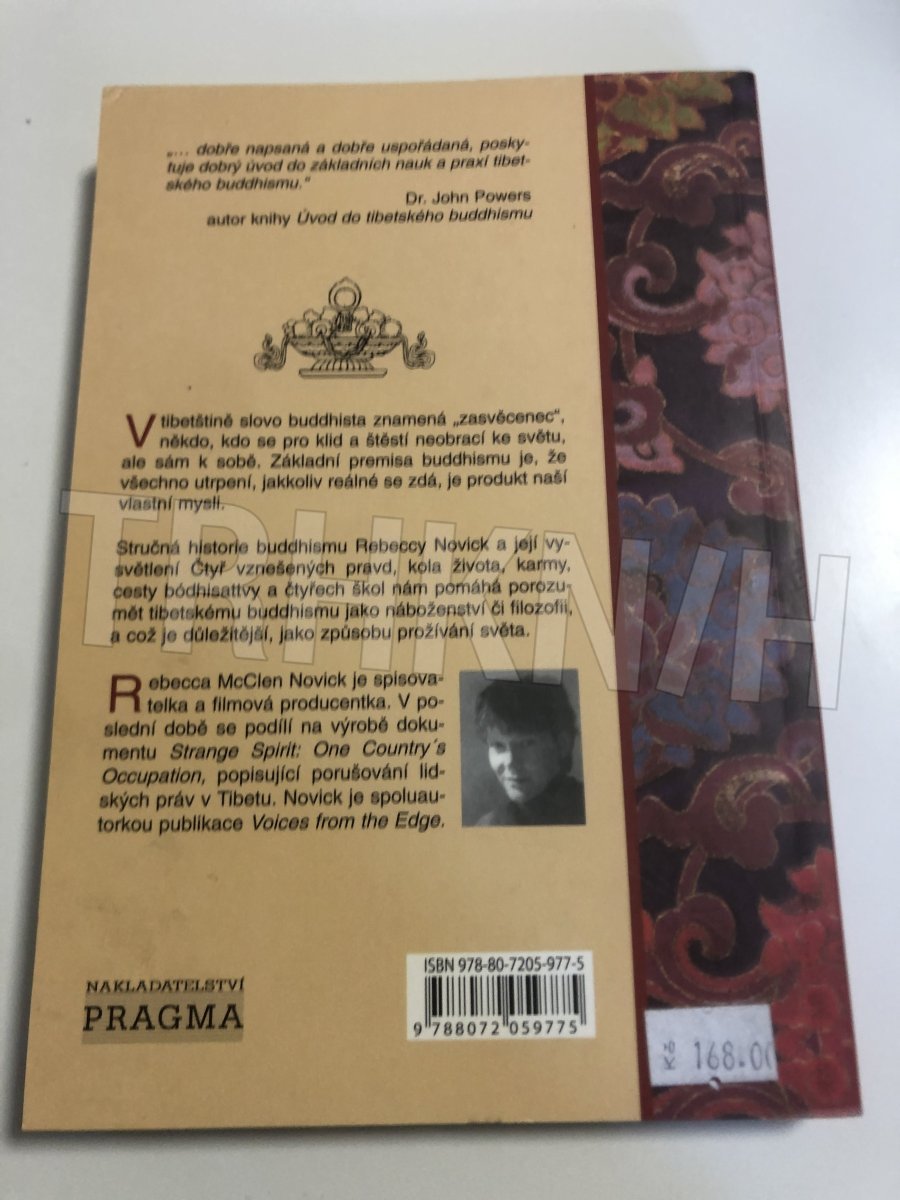 „... dobře napsaná a dobře uspořádaná, posky-
tuje dobrý úvod do základních nauk a praxí tibet-
ského buddhismu."
Dr. John Powers
autor knihy Úvod do tibetského buddhismu
V tibetštině slovo buddhista znamená „zasvěcenec",
někdo, kdo se pro klid a štěstí neobrací ke světu,
ale sám k sobě. Základní premisa buddhismu je, že
všechno utrpení, jakkoliv reálné se zdá, je produkt naší
vlastní mysli.
Stručná historie buddhismu Rebeccy Novick a její vy-
světlení Čtyř vznešených pravd, kola života, karmy,
cesty bódhisattvy a čtyřech škol nám pomáhá porozu-
mět tibetskému buddhismu jako náboženství či filozofii,
a což je důležitější, jako způsobu prožívání světa.
Rebecca McClen Novick je spisova-
telka a filmová producentka. V po-
slední době se podílí na výrobě doku-
mentu Strange Spirit: One Country´s
Occupation, popisující porušování lid-
ských práv v Tibetu. Novick je spoluau-
torkou publikace Voices from the Edge.
NAKLADATELSTVÍ
PRAGMA
ISBN 978-80-7205-977-5
9 788072 059775
Kč 168.00
TRHKNIH